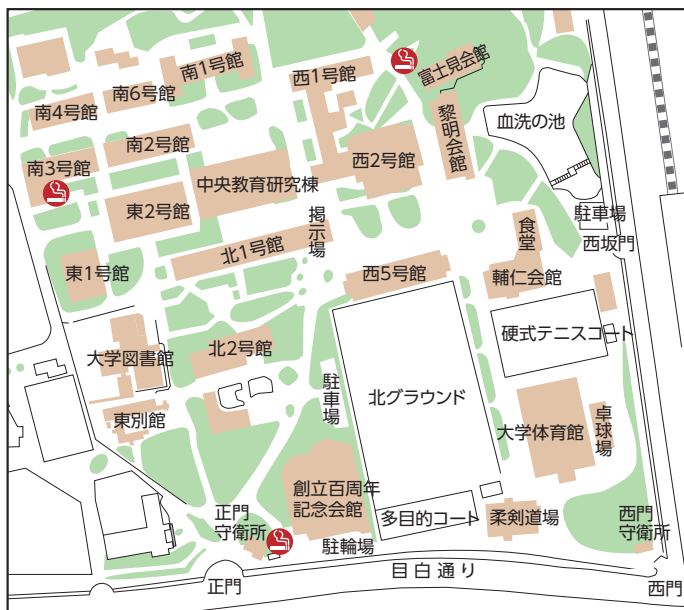 南1号館
西1号館
富士見会館
南6号館
南4号館
黎明会館
血洗の池
南2号館
西2号館
南3号館
中央教育研究棟
東2号館
掲示場
食堂
駐車場
西坂門
北1号館
東1号館
西5号館
輔仁会館
硬式テニスコート
大学図書館
北2号館
駐車場
北グラウンド
東別館
大学体育館
卓球場
創立百周年
記念会館
正門
守衛所
多目的コート
柔剣道場
西門
守衛所
駐輪場
目白通り
正門
西門